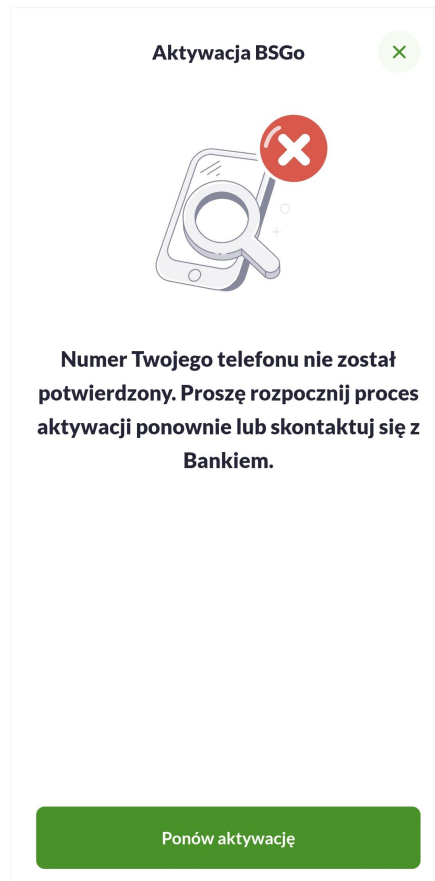 Aktywacja BSGo
Numer Twojego telefonu nie został
potwierdzony. Proszę rozpocznij proces
aktywacji ponownie lub skontaktuj się z
Bankiem.
Ponów aktywację